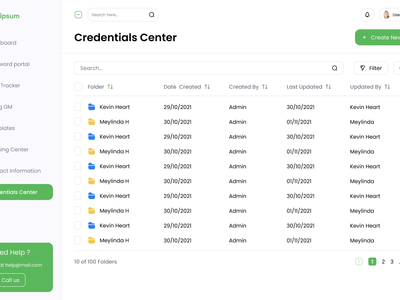 ipsum
Search here...
Use
Credentials Center
+ Create New
board
word portal
Search...
Filter
Tracker
Folder
Date Created
Created By
Last Updated
Updated By
g GM
Kevin Heart 29/10/2021 Admin 30/10/2021 Kevin Heart
Meylinda H 30/10/2021 Admin 01/11/2021 Meylinda
plates
Kevin Heart 29/10/2021 Admin 30/10/2021 Kevin Heart
ing Center
Meylinda H 30/10/2021 Admin 01/11/2021 Meylinda
act Information
Kevin Heart 29/10/2021 Admin 30/10/2021 Kevin Heart
Meylinda H 30/10/2021 Admin 01/11/2021 Meylinda
entials Center
Kevin Heart 29/10/2021 Admin 30/10/2021 Kevin Heart
Meylinda H 30/10/2021 Admin 01/11/2021 Meylinda
Kevin Heart 29/10/2021 Admin 30/10/2021 Kevin Heart
Meylinda H 30/10/2021 Admin 01/11/2021 Meylinda
ed Help ?
help@mail.com
Call us
10 of 100 Folders
1 2 3